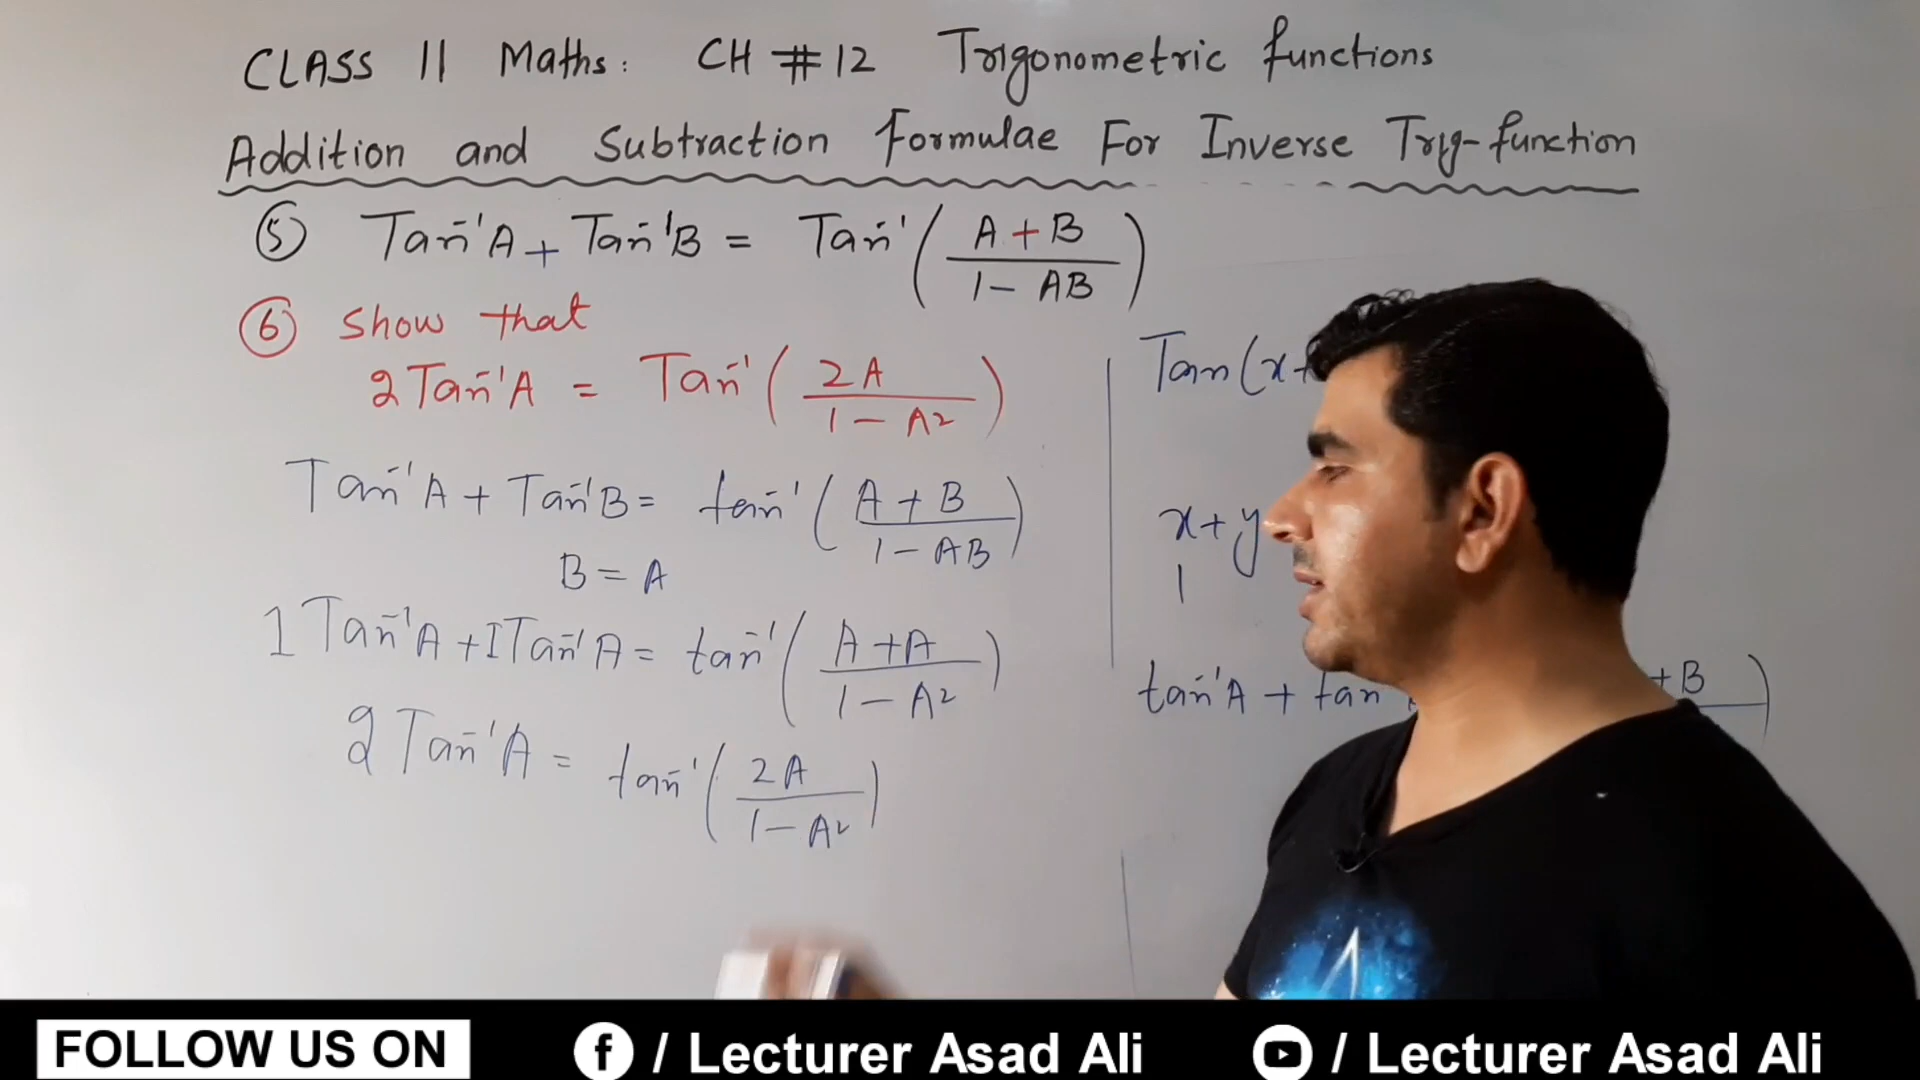 CLASS 11 Maths: CH # 12 Trigonometric functions
Addition and Subtraction Formulae For Inverse Trig-function
⑤ Tan⁻¹A + Tan⁻¹B = Tan⁻¹(A + B / 1 - AB)
⑥ Show that
2Tan⁻¹A = Tan⁻¹(2A / 1 - A²)
Tan⁻¹A + Tan⁻¹B = tan⁻¹(A + B / 1 - AB)
B = A
1Tan⁻¹A + 1Tan⁻¹A = tan⁻¹(A + A / 1 - A²)
2Tan⁻¹A = tan⁻¹(2A / 1 - A²)
Tan(x+
x + y
tan⁻¹A + tan +B
FOLLOW US ON / Lecturer Asad Ali / Lecturer Asad Ali